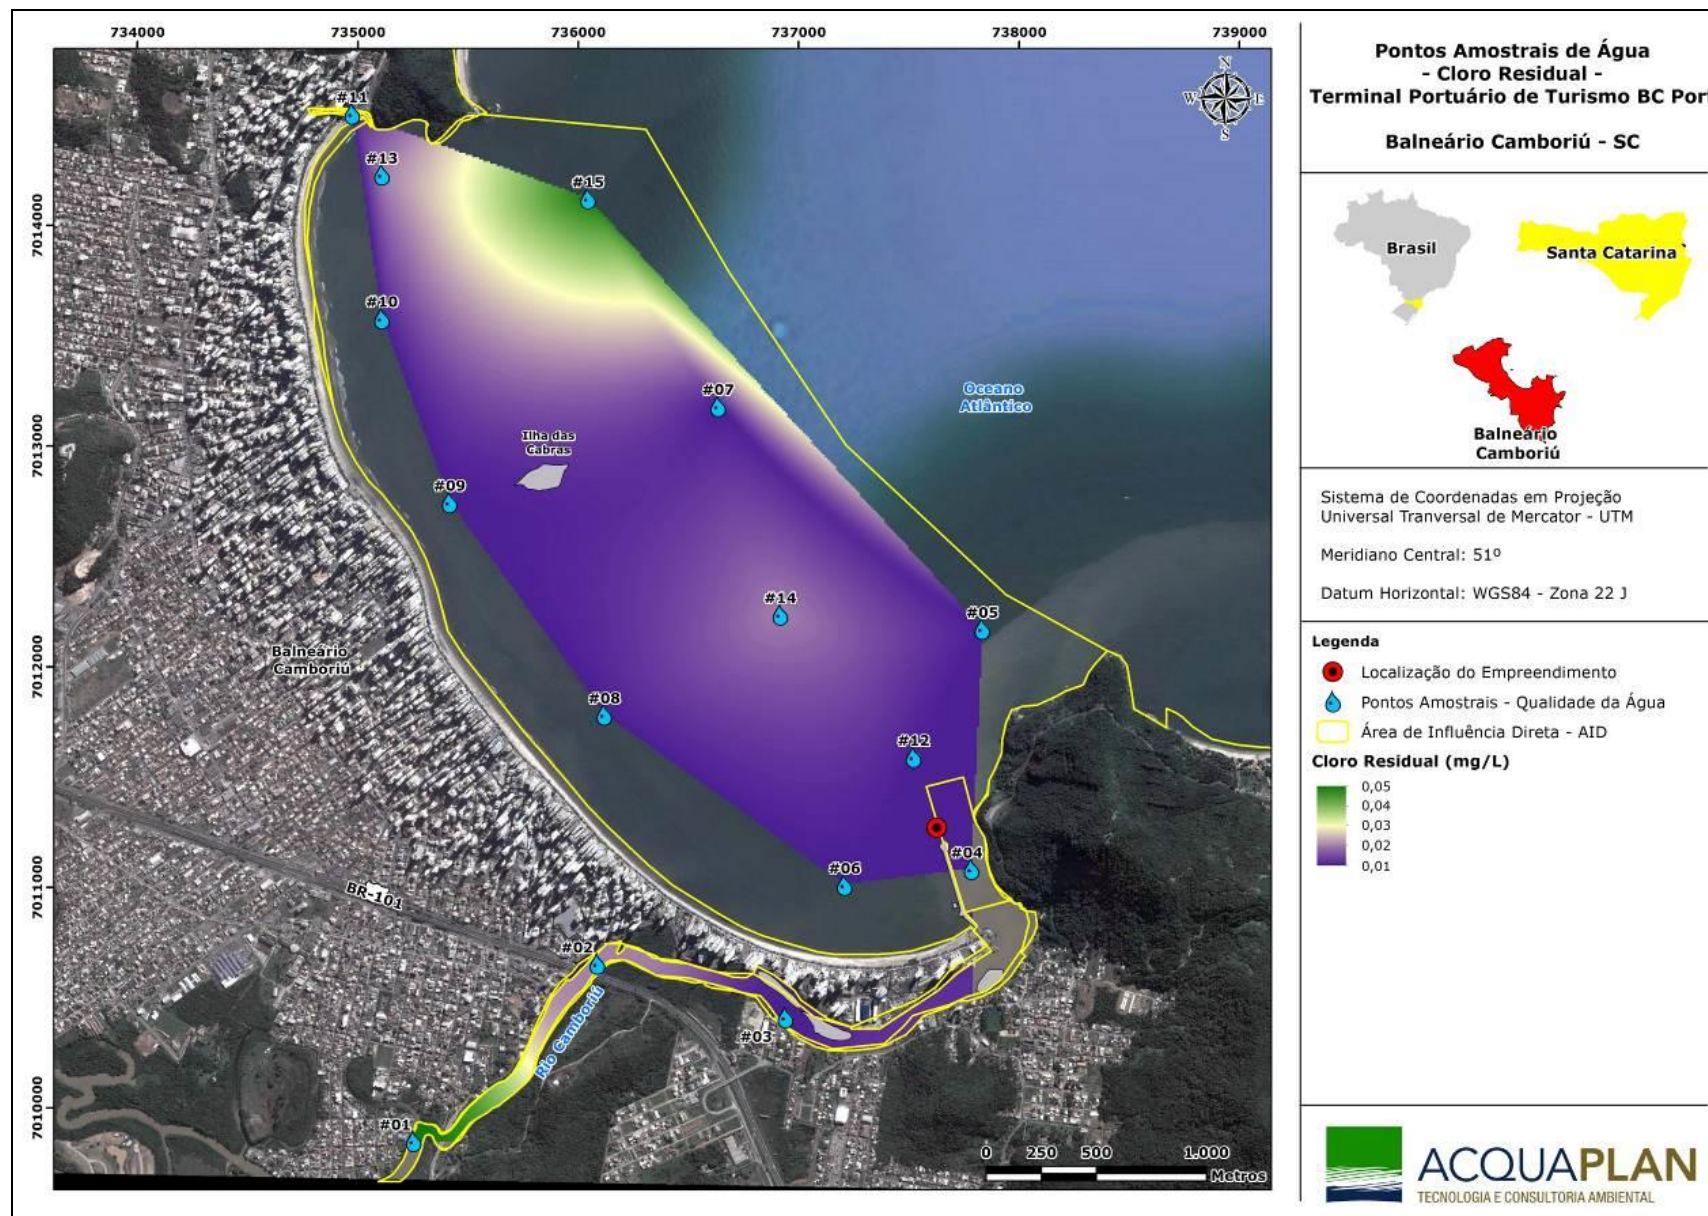 734000
735000
736000
737000
738000
739000
7014000
7013000
7012000
7011000
7010000
N
W
E
S
#11
#13
#15
#10
#07
Oceano
Atlântico
Ilha das
Cabras
#09
#14
#05
Balneário
Camboriú
#08
#12
#04
#06
BR-101
#02
#03
Rio Camboriú
#01
0 250 500 1.000
Metros
Pontos Amostrais de Água
- Cloro Residual -
Terminal Portuário de Turismo BC Port
Balneário Camboriú - SC
Brasil
Santa Catarina
Balneário
Camboriú
Sistema de Coordenadas em Projeção
Universal Tranversal de Mercator - UTM
Meridiano Central: 51º
Datum Horizontal: WGS84 - Zona 22 J
Legenda
Localização do Empreendimento
Pontos Amostrais - Qualidade da Água
Área de Influência Direta - AID
Cloro Residual (mg/L)
0,05
0,04
0,03
0,02
0,01
ACQUAPLAN
TECNOLOGIA E CONSULTORIA AMBIENTAL